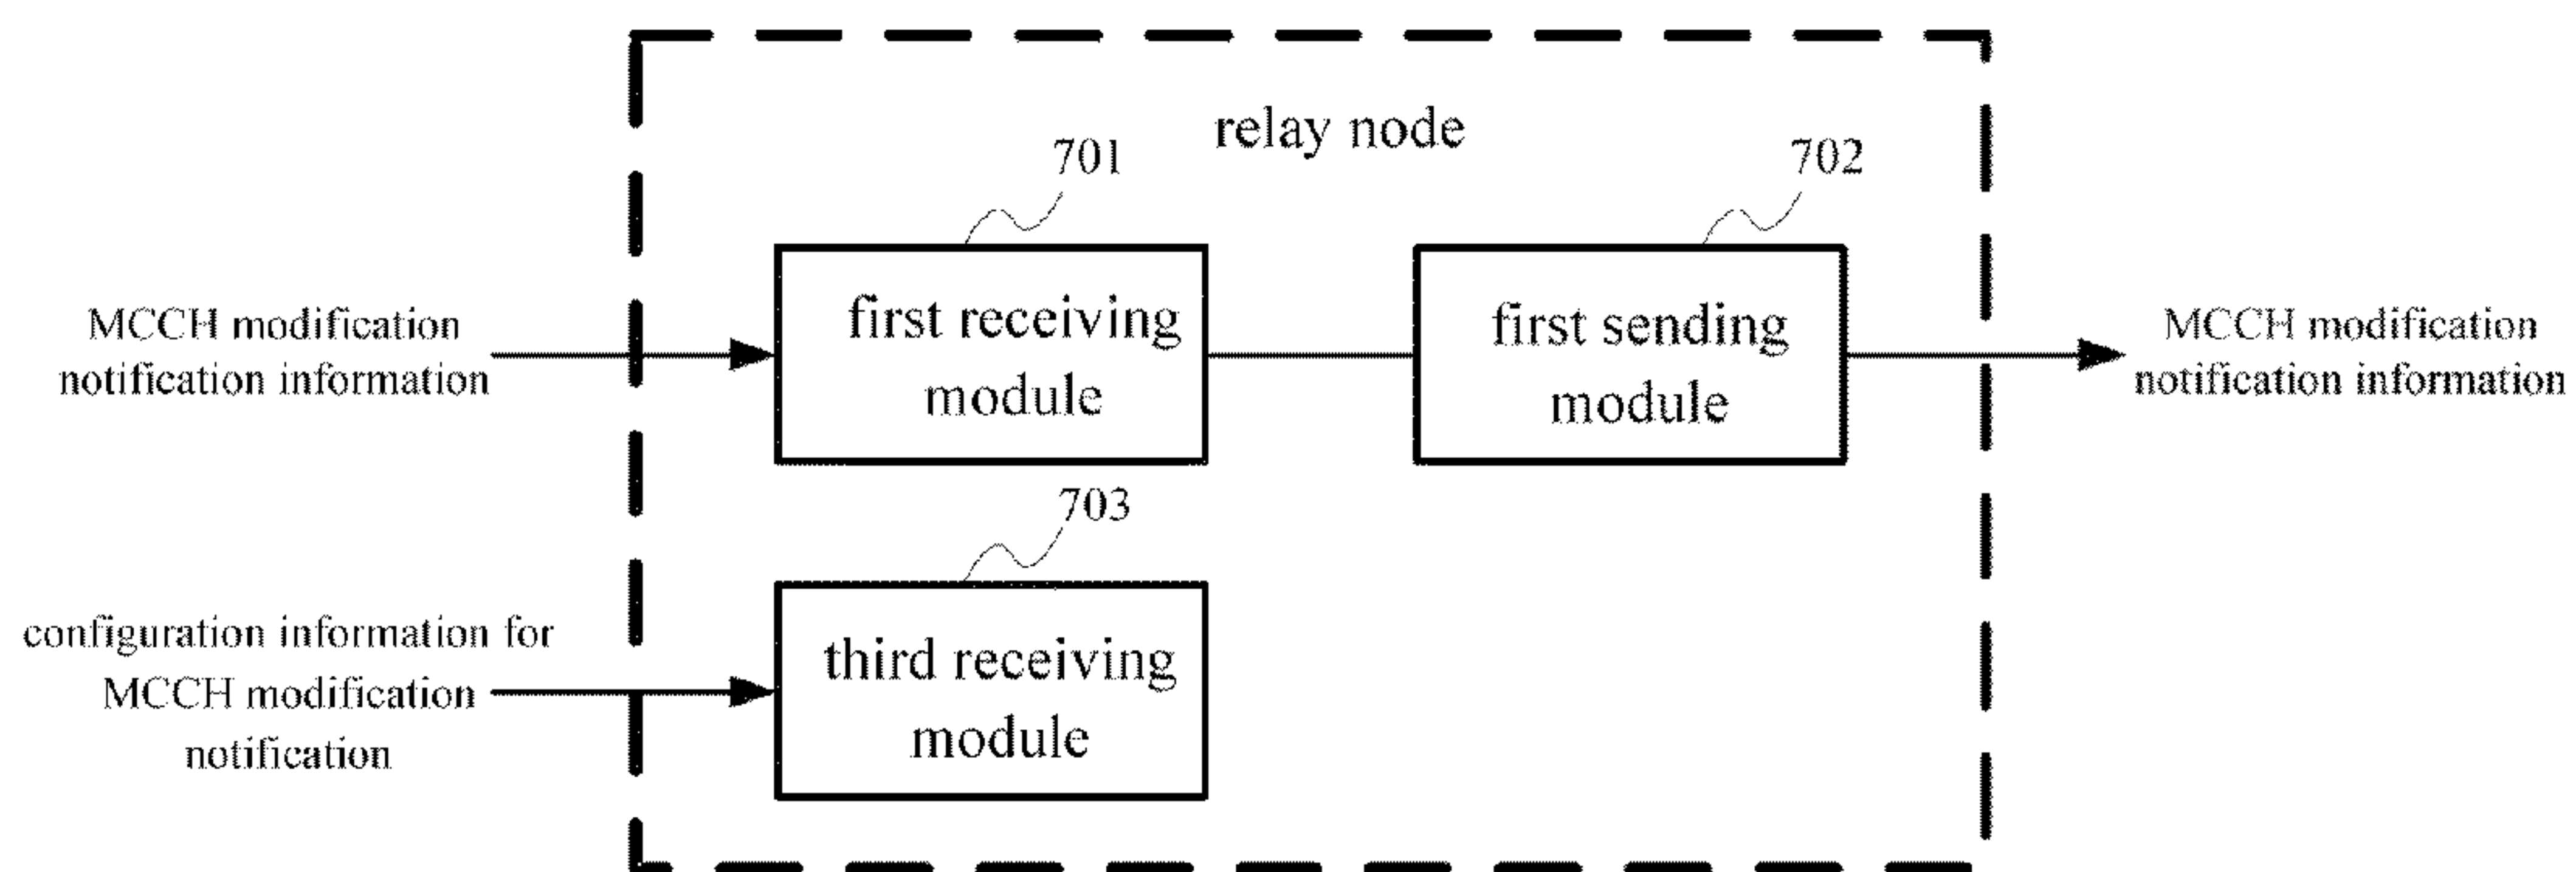 relay node
701
702
MCCH modification
notification information
first receiving
module
first sending
module
MCCH modification
notification information
703
configuration information for
MCCH modification
notification
third receiving
module